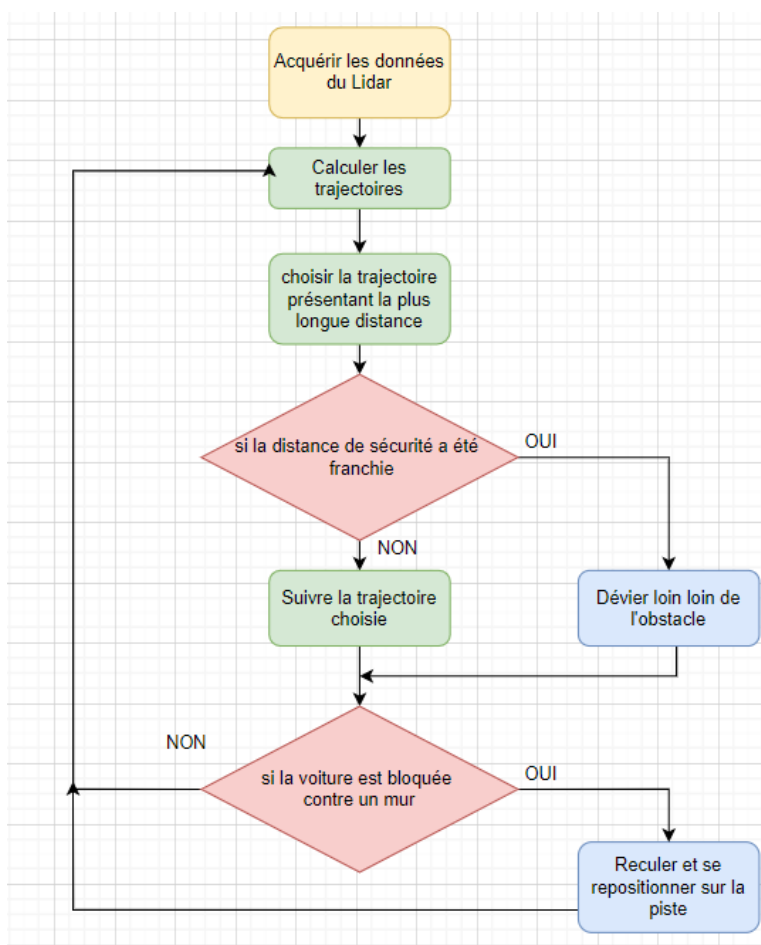 Acquérir les données
du Lidar
Calculer les
trajectoires
choisir la trajectoire
présentant la plus
longue distance
si la distance de sécurité a été
franchie
OUI
NON
Suivre la trajectoire
choisie
Dévier loin loin de
l'obstacle
NON
si la voiture est bloquée
contre un mur
OUI
Reculer et se
repositionner sur la
piste